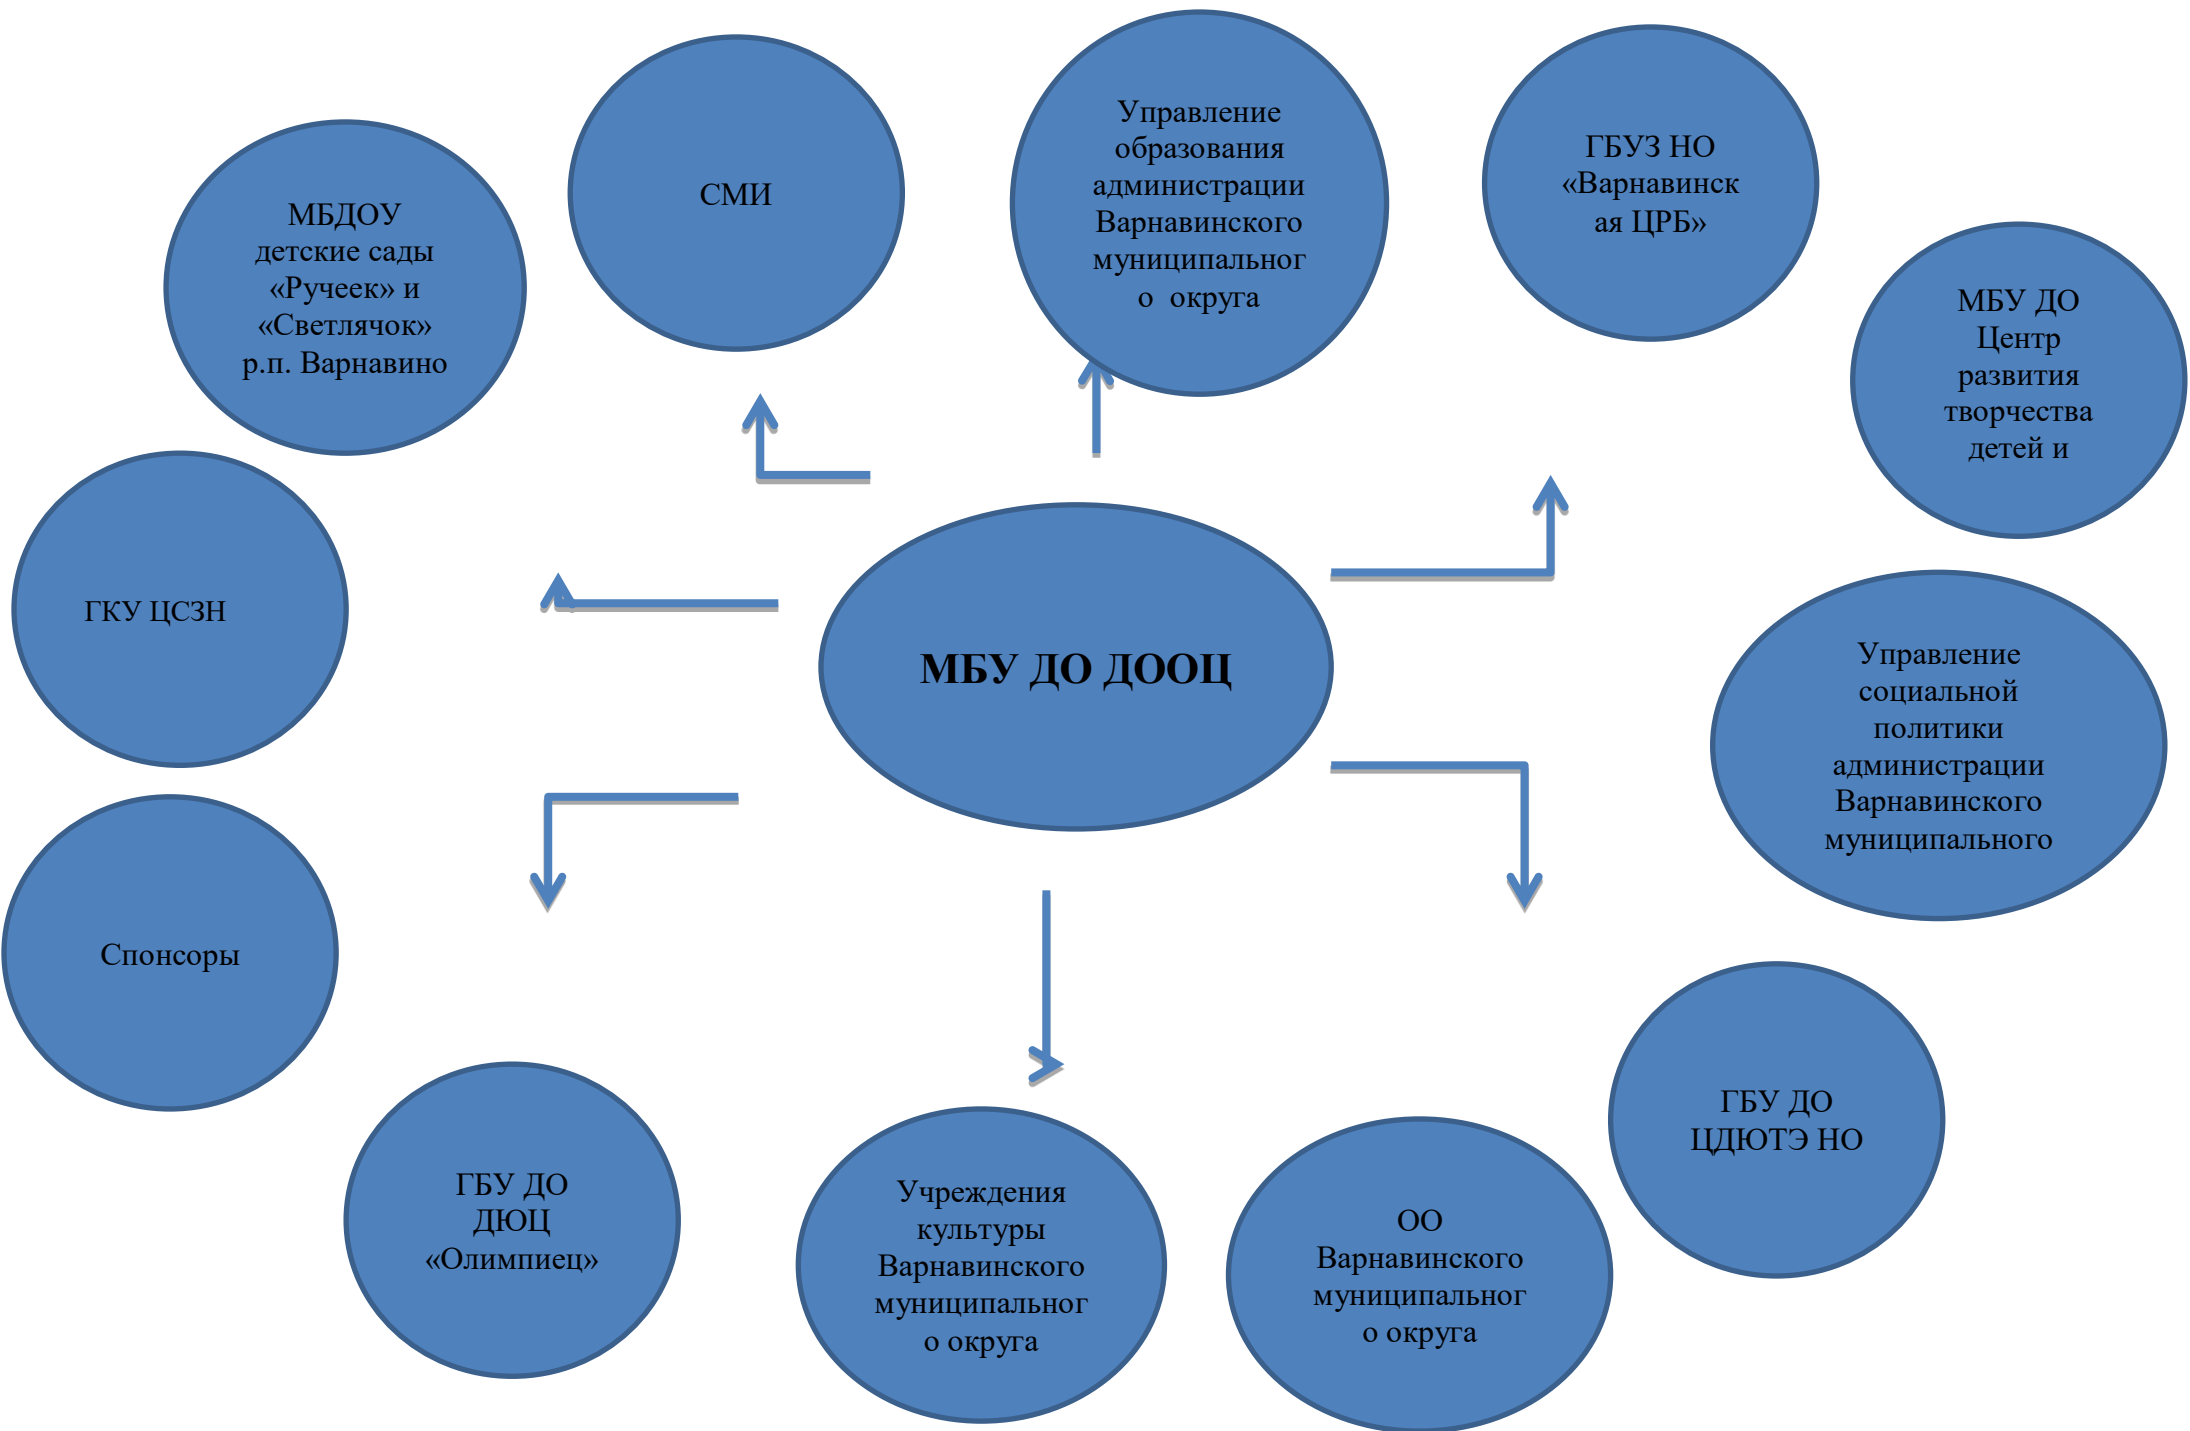 СМИ
Управление
образования
администрации
Варнавинского
муниципальног
о округа
ГБУЗ НО
«Варнавинск
ая ЦРБ»
МБДОУ
детские сады
«Ручеек» и
«Светлячок»
р.п. Варнавино
МБУ ДО
Центр
развития
творчества
детей и
ГКУ ЦСЗН
МБУ ДО ДООЦ
Управление
социальной
политики
администрации
Варнавинского
муниципального
Спонсоры
ГБУ ДО
ЦДЮТЭ НО
ГБУ ДО
ДЮЦ
«Олимпиец»
Учреждения
культуры
Варнавинского
муниципальног
о округа
ОО
Варнавинского
муниципальног
о округа